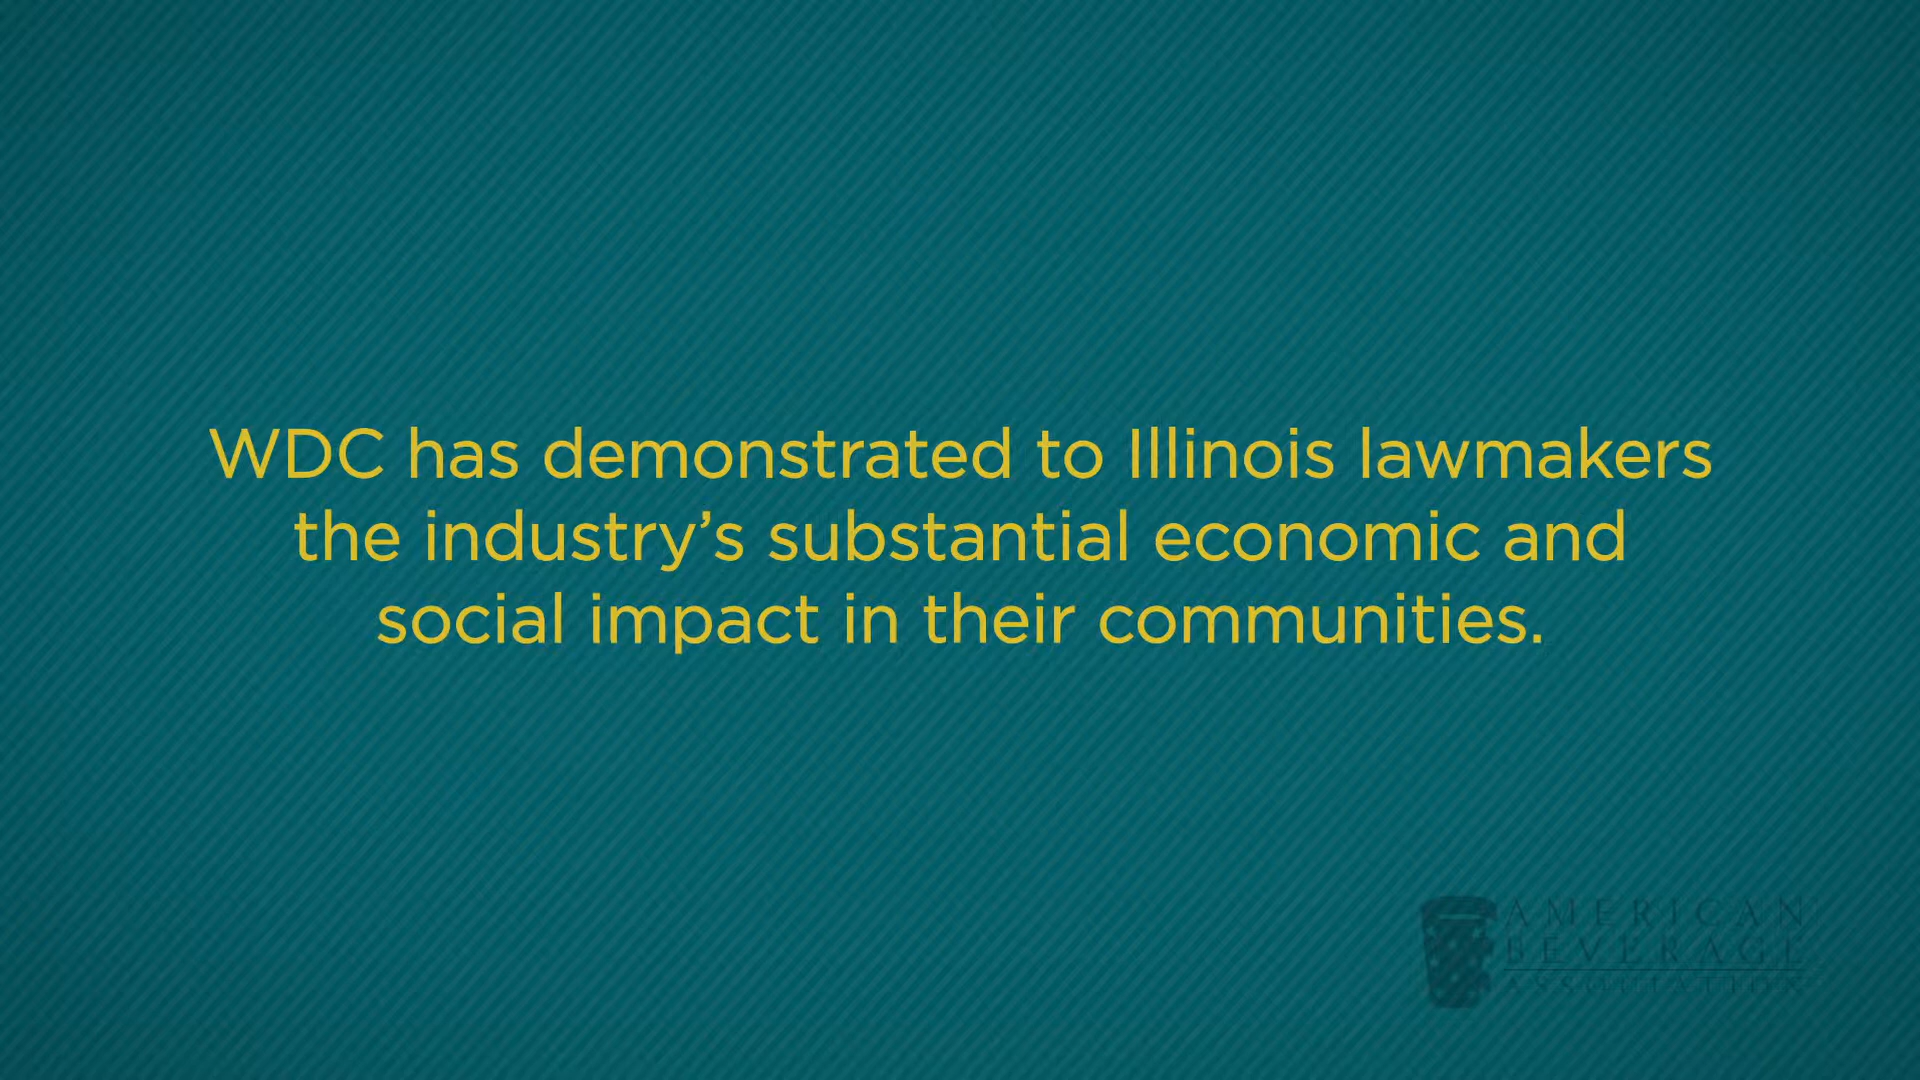 WDC has demonstrated to Illinois lawmakers
the industry’s substantial economic and
social impact in their communities.
AMERICAN
BEVERAGE
ASSOCIATION